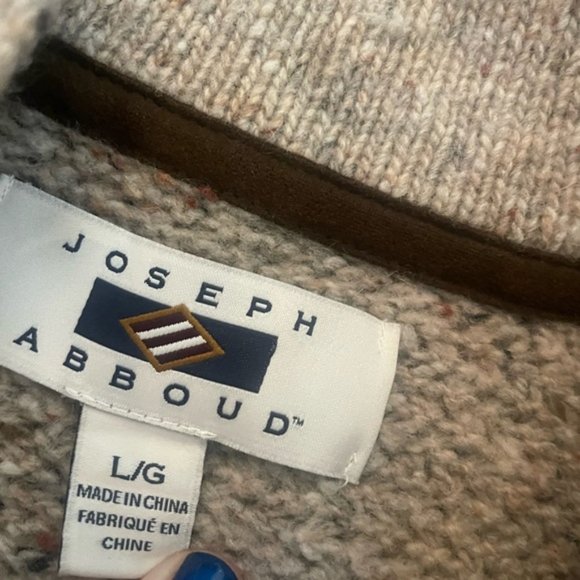 JOSEPH
ABBOUD™
L/G
MADE IN CHINA
FABRIQUÉ EN
CHINE